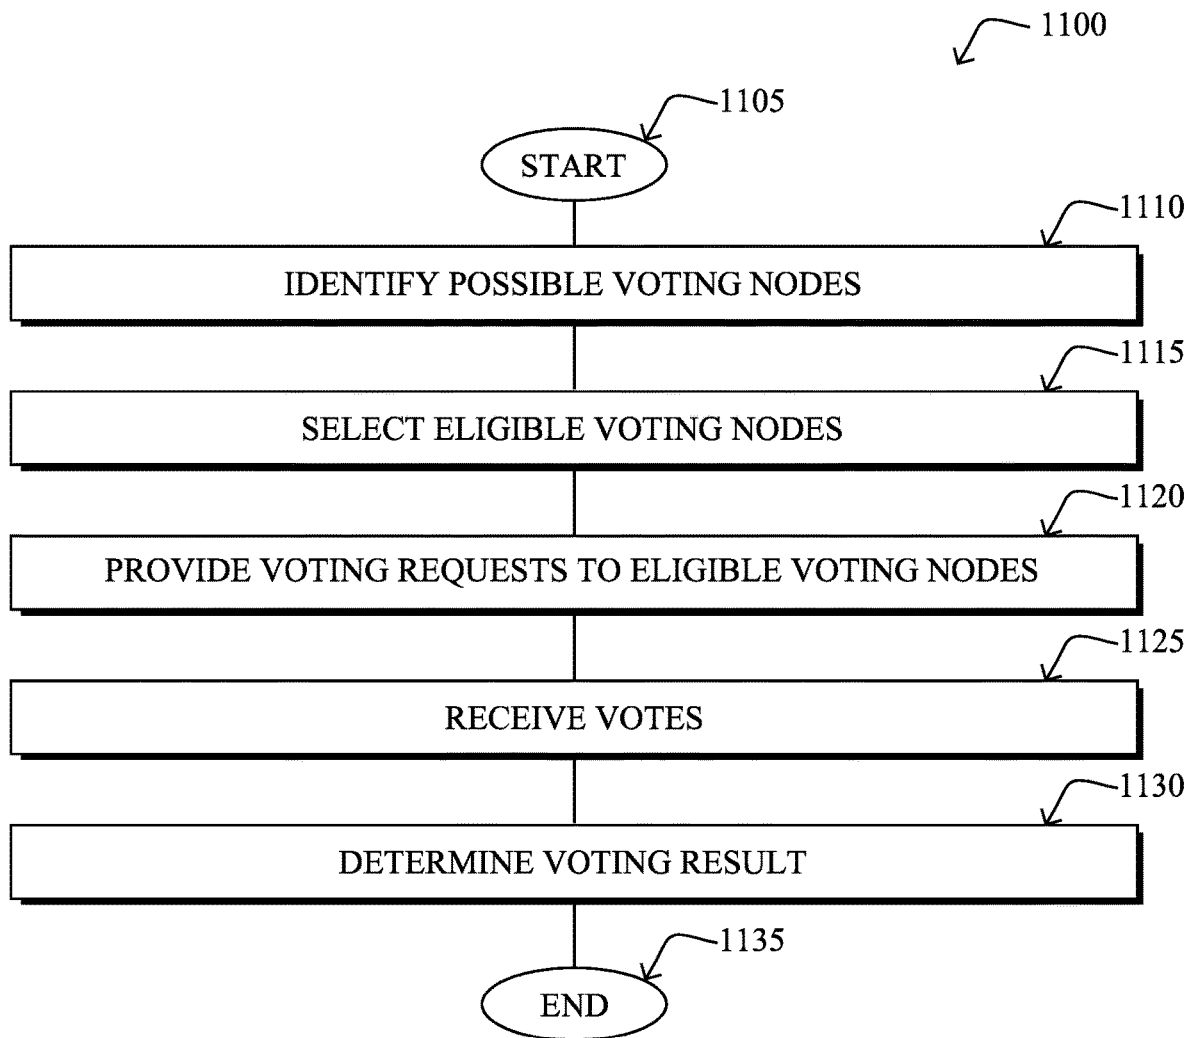 1100
1105
START
1110
IDENTIFY POSSIBLE VOTING NODES
1115
SELECT ELIGIBLE VOTING NODES
1120
PROVIDE VOTING REQUESTS TO ELIGIBLE VOTING NODES
1125
RECEIVE VOTES
1130
DETERMINE VOTING RESULT
1135
END